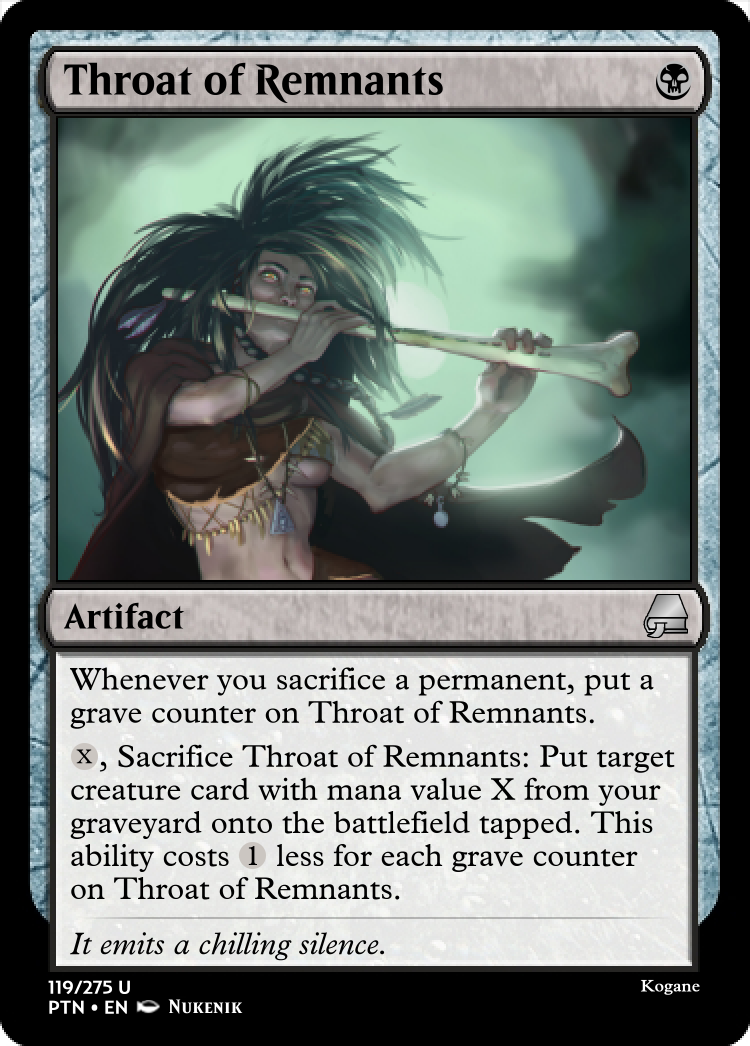 Throat of Remnants
Artifact
Whenever you sacrifice a permanent, put a
grave counter on Throat of Remnants.
X, Sacrifice Throat of Remnants: Put target
creature card with mana value X from your
graveyard onto the battlefield tapped. This
ability costs 1 less for each grave counter
on Throat of Remnants.
It emits a chilling silence.
119/275 U
Kogane
PTN • EN Nukenik